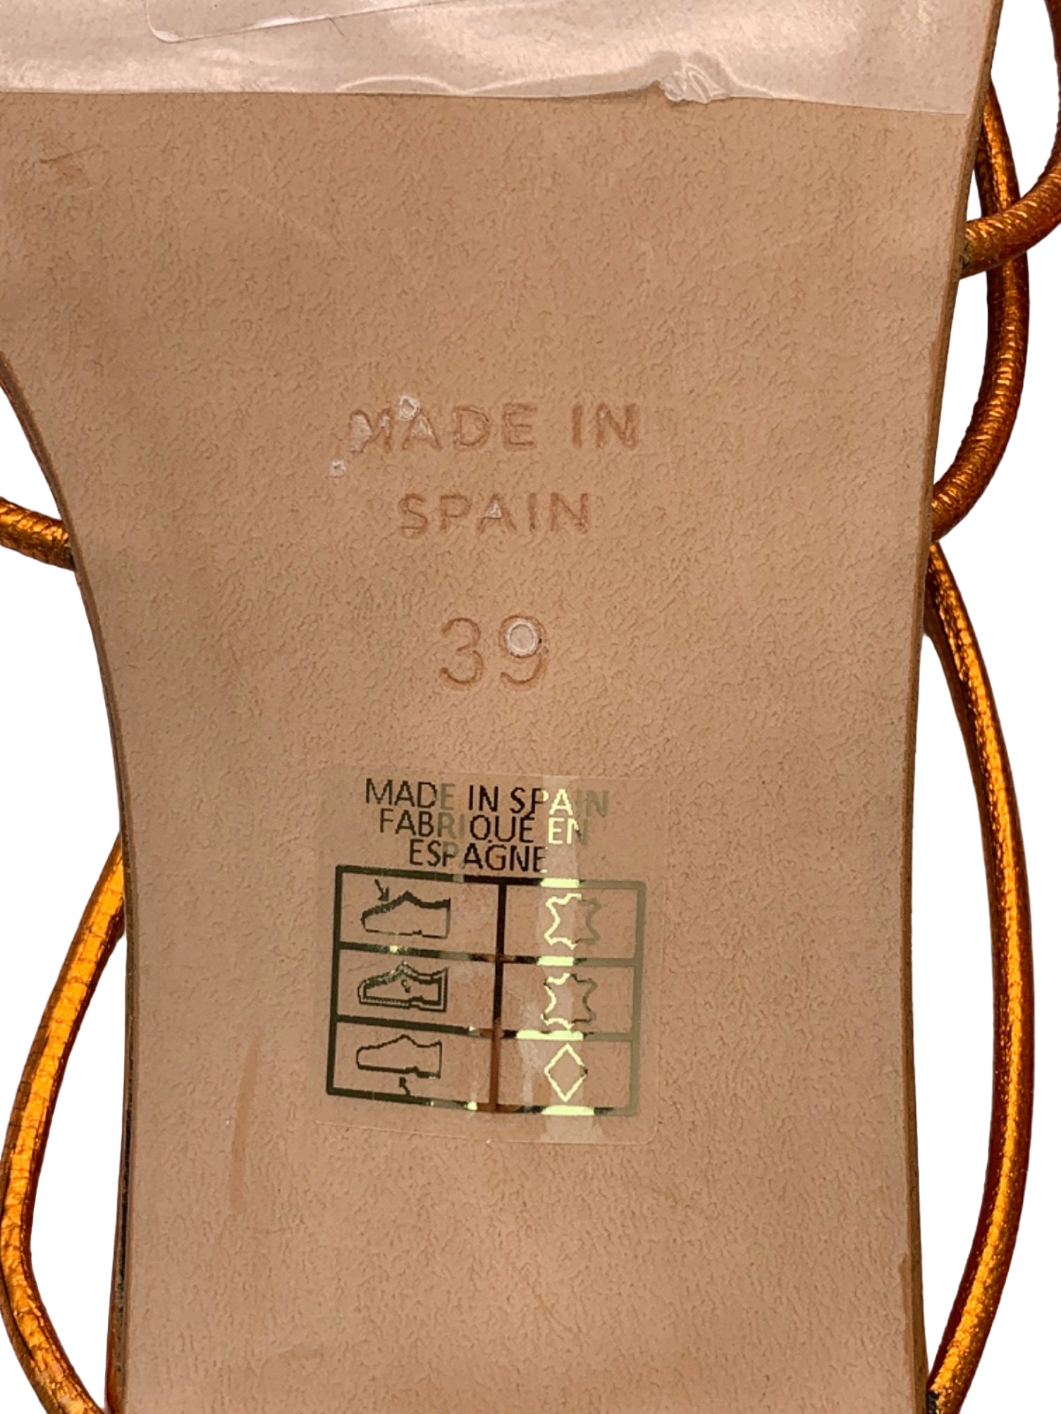 MADE IN
SPAIN
39
MADE IN SPAIN
FABRIQUE EN
ESPAGNE